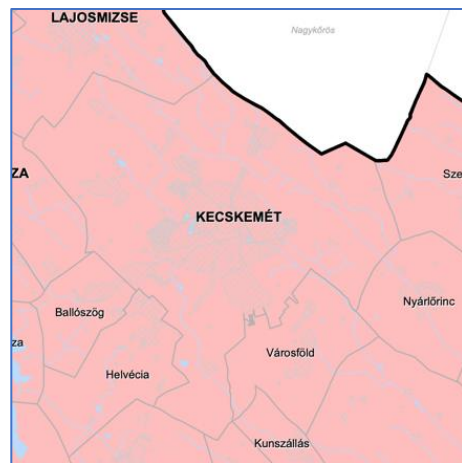 LAJOSMIZSE
Nagykőrös
ZA
Sze
KECSKEMÉT
Nyárlőrinc
Ballószög
za
Városföld
Helvécia
Kunszállás